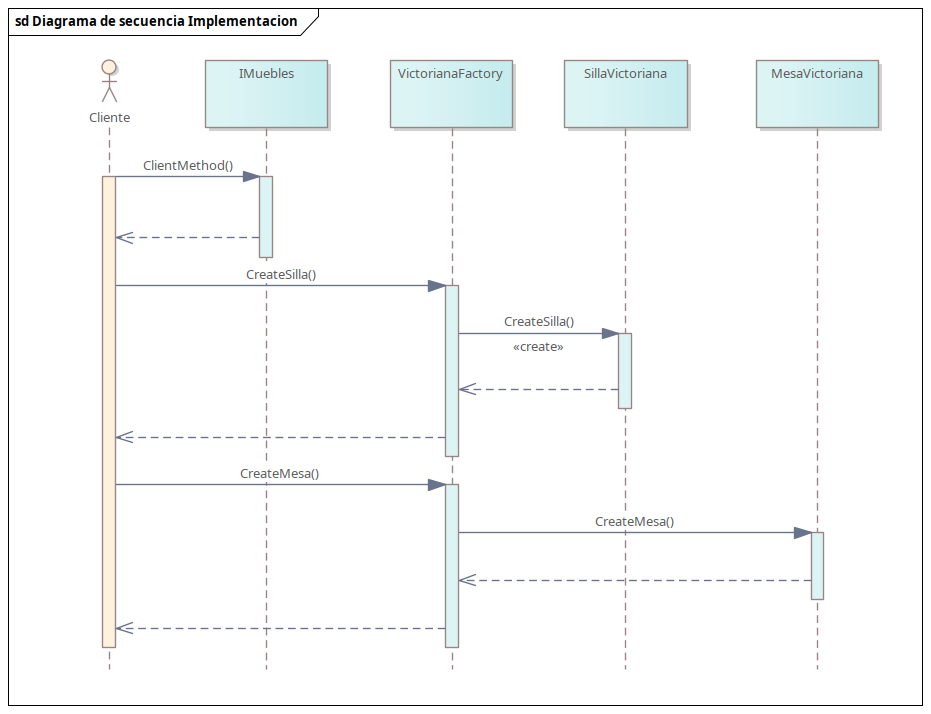 sd Diagrama de secuencia Implementacion
IMuebles
VictorianaFactory
SillaVictoriana
MesaVictoriana
Cliente
ClientMethod()
CreateSilla()
CreateSilla()
«create»
CreateMesa()
CreateMesa()